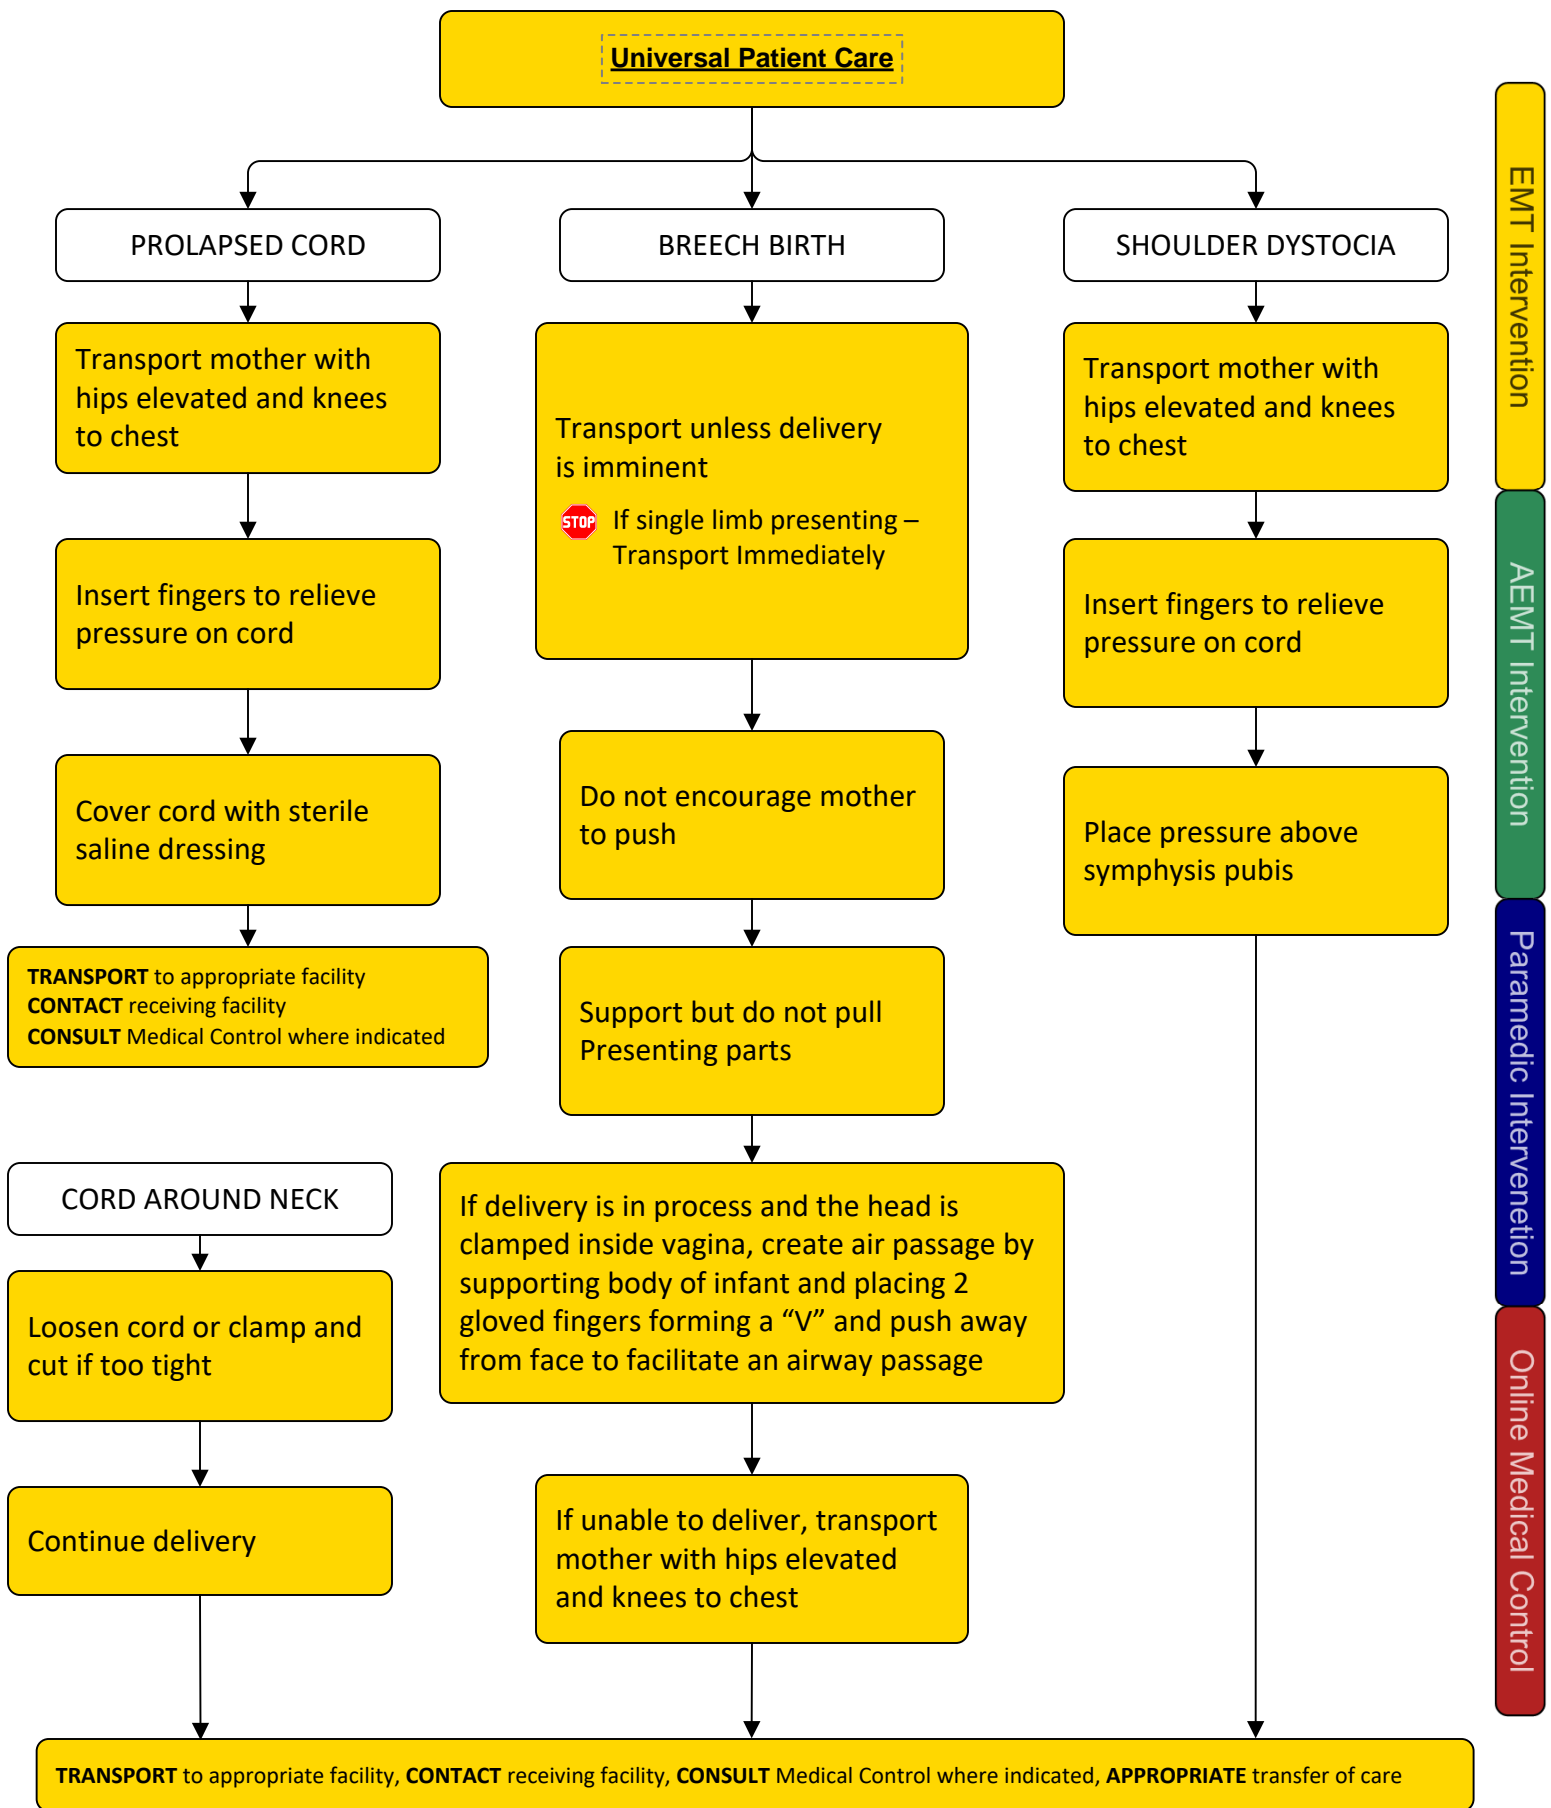 Universal Patient Care
PROLAPSED CORD
Transport mother with
hips elevated and knees
to chest
Insert fingers to relieve
pressure on cord
Cover cord with sterile
saline dressing
TRANSPORT to appropriate facility
CONTACT receiving facility
CONSULT Medical Control where indicated
CORD AROUND NECK
Loosen cord or clamp and
cut if too tight
Continue delivery
BREECH BIRTH
Transport unless delivery
is imminent
STOP
If single limb presenting –
Transport Immediately
Do not encourage mother
to push
Support but do not pull
Presenting parts
If delivery is in process and the head is
clamped inside vagina, create air passage by
supporting body of infant and placing 2
gloved fingers forming a “V” and push away
from face to facilitate an airway passage
If unable to deliver, transport
mother with hips elevated
and knees to chest
SHOULDER DYSTOCIA
Transport mother with
hips elevated and knees
to chest
Insert fingers to relieve
pressure on cord
Place pressure above
symphysis pubis
TRANSPORT to appropriate facility, CONTACT receiving facility, CONSULT Medical Control where indicated, APPROPRIATE transfer of care
EMT Intervention
AEMT Intervention
Paramedic Intervenetion
Online Medical Control